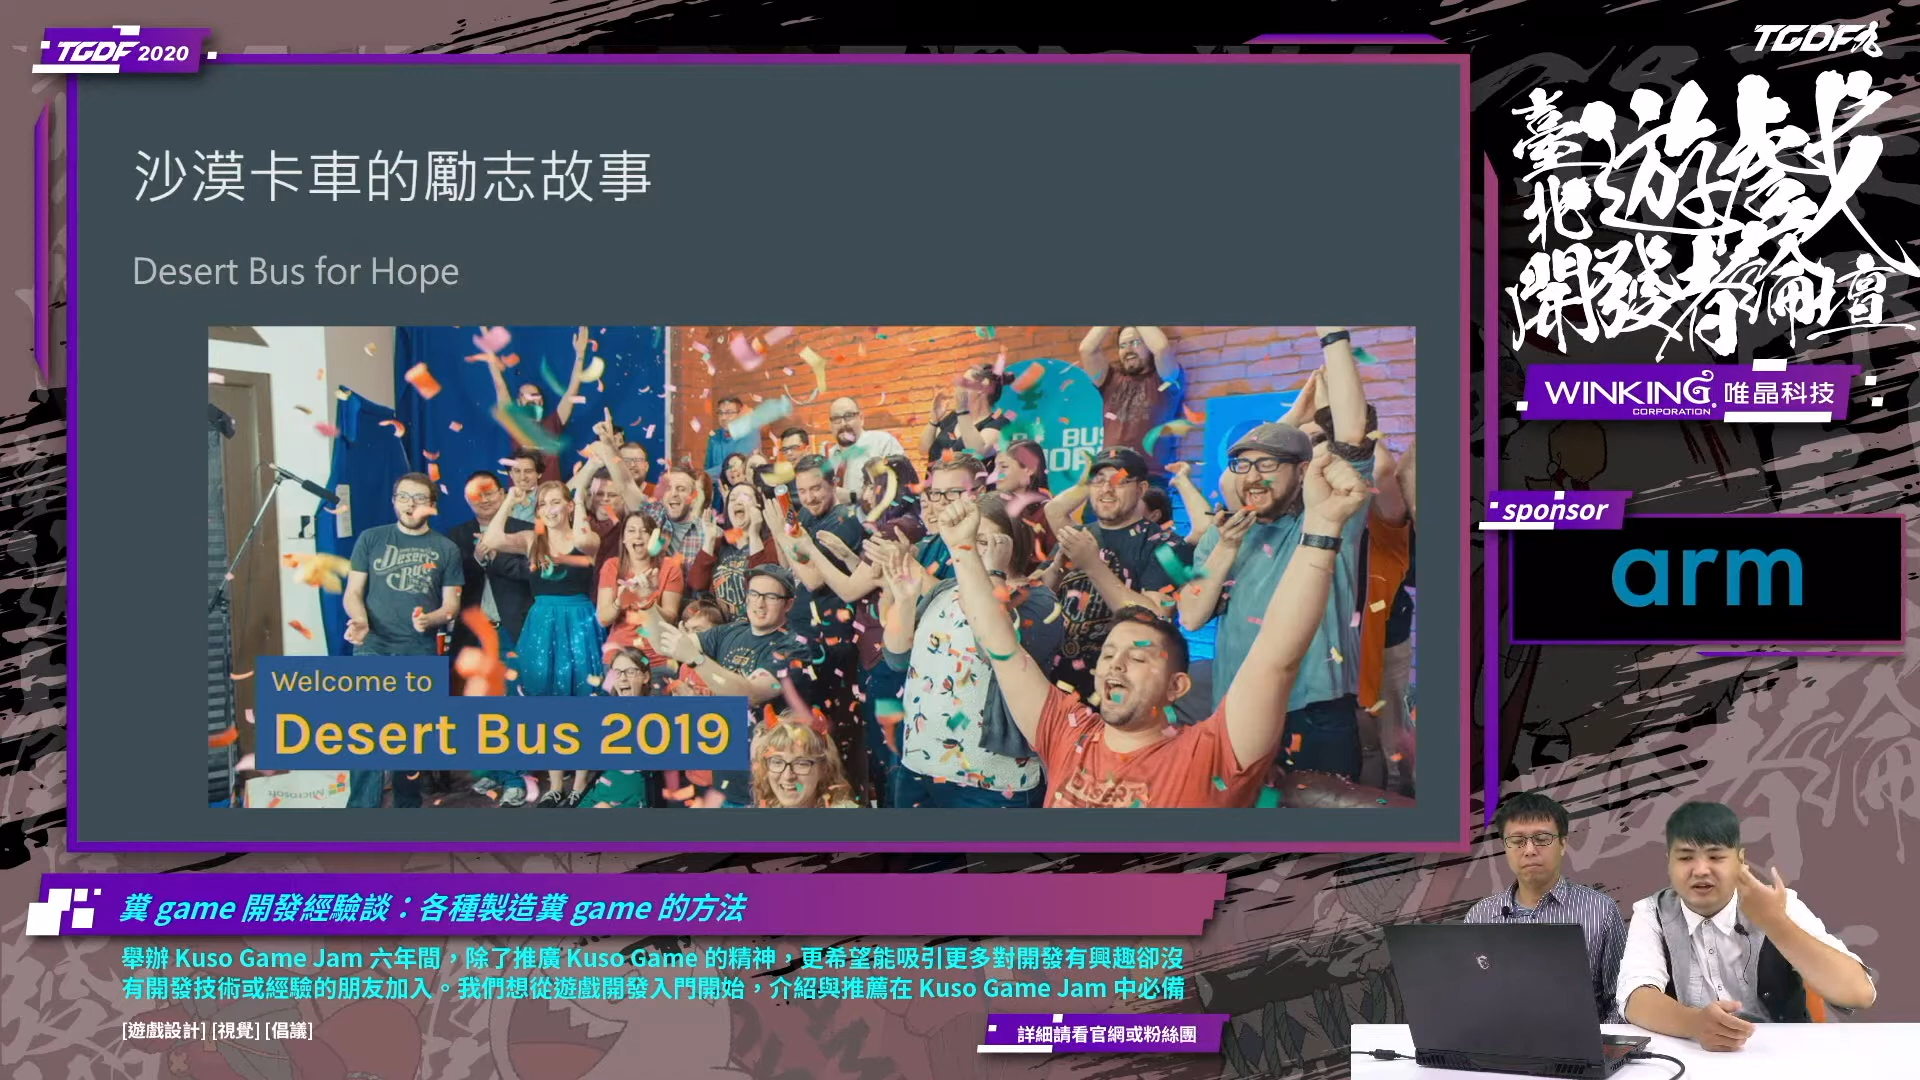 TGDF 2020
沙漠卡車的勵志故事
Desert Bus for Hope
Desert Bus
BUS
Welcome to
Desert Bus 2019
Microsoft
TGDF
臺北遊戲
開發者論壇
WINKING
CORPORATION
唯晶科技
sponsor
arm
糞 game 開發經驗談：各種製造糞 game 的方法
舉辦 Kuso Game Jam 六年間，除了推廣 Kuso Game 的精神，更希望能吸引更多對開發有興趣卻沒
有開發技術或經驗的朋友加入。我們想從遊戲開發入門開始，介紹與推薦在 Kuso Game Jam 中必備
[遊戲設計] [視覺] [倡議]
詳細請看官網或粉絲團